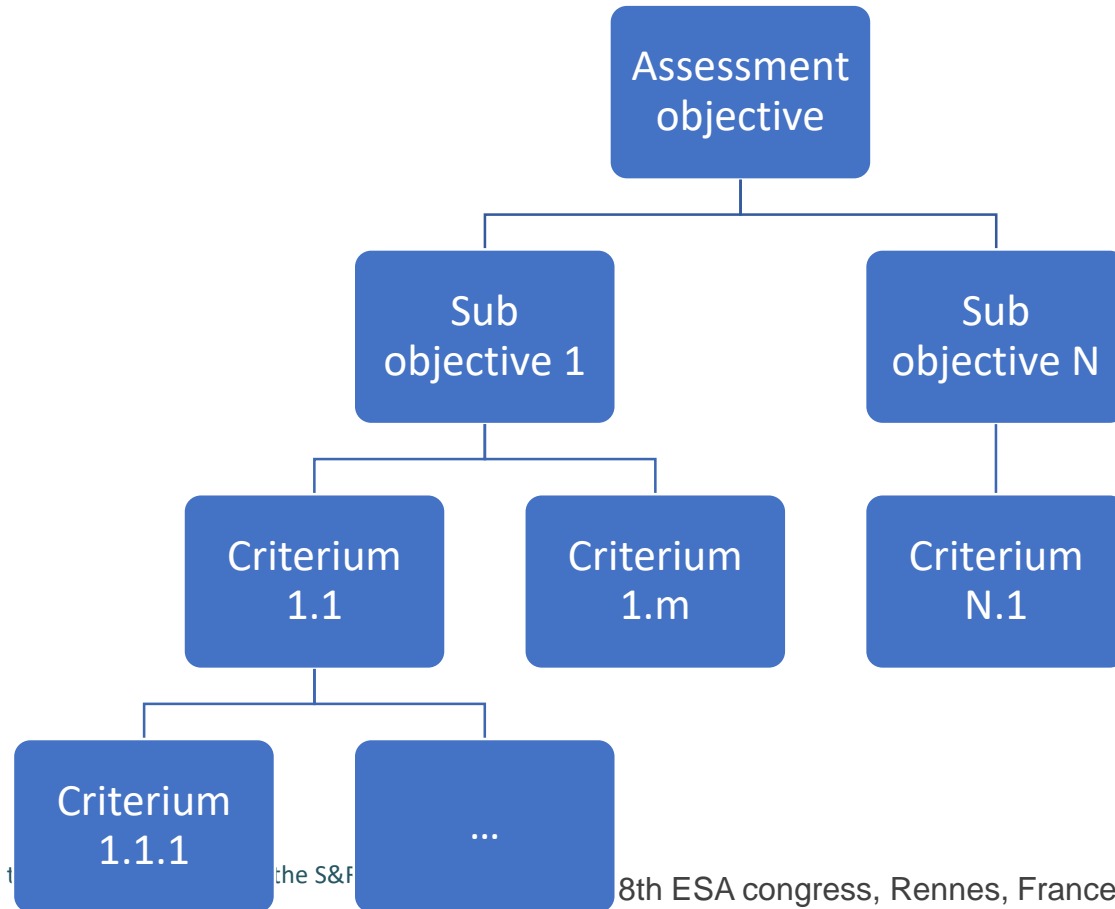 Assessment
objective
Sub
objective 1
Sub
objective N
Criterium
1.1
Criterium
1.m
Criterium
N.1
Criterium
1.1.1
...
the
8th ESA congress, Rennes, France